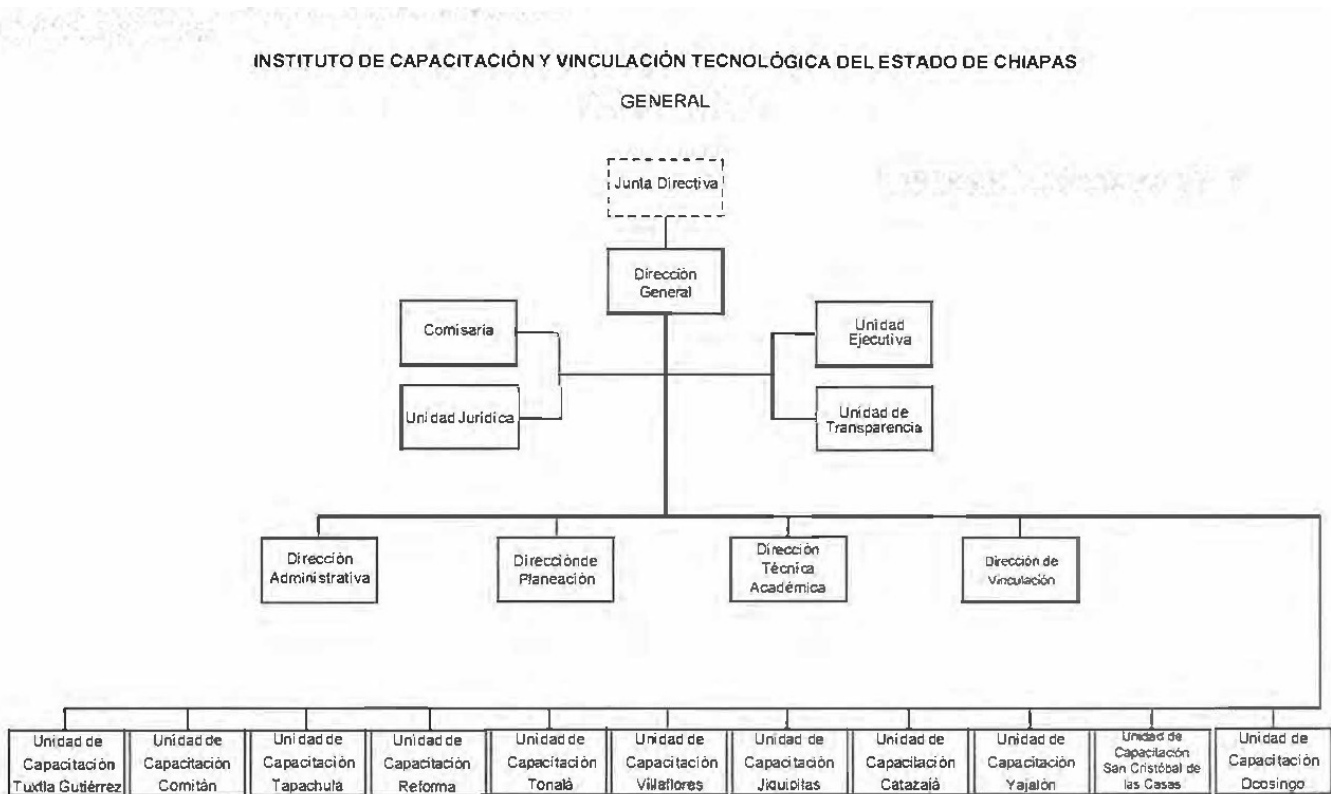 INSTITUTO DE CAPACITACIÓN Y VINCULACIÓN TECNOLÓGICA DEL ESTADO DE CHIAPAS
GENERAL
Junta Directiva
Dirección
General
Comisaría
Unidad
Ejecutiva
Unidad Jurídica
Unidad de
Transparencia
Dirección
Administrativa
Dirección de
Planeación
Dirección
Técnica
Académica
Dirección de
Vinculación
Unidad de
Capacitación
Tuxtla Gutiérrez
Unidad de
Capacitación
Comitán
Unidad de
Capacitación
Tapachula
Unidad de
Capacitación
Reforma
Unidad de
Capacitación
Tonalá
Unidad de
Capacitación
Villaflores
Unidad de
Capacitación
Jiquipilas
Unidad de
Capacitación
Catazajá
Unidad de
Capacitación
Yajalón
Unidad de
Capacitación
San Cristóbal de
las Casas
Unidad de
Capacitación
Ocosingo